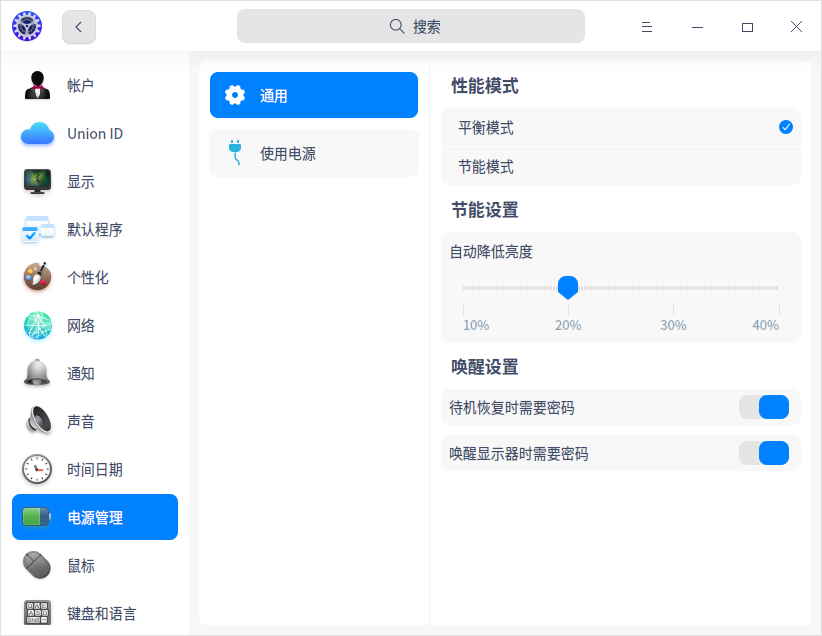 搜索
帐户
Union ID
显示
默认程序
个性化
网络
通知
声音
时间日期
电源管理
鼠标
键盘和语言
通用
使用电源
性能模式
平衡模式
节能模式
节能设置
自动降低亮度
10% 20% 30% 40%
唤醒设置
待机恢复时需要密码
唤醒显示器时需要密码